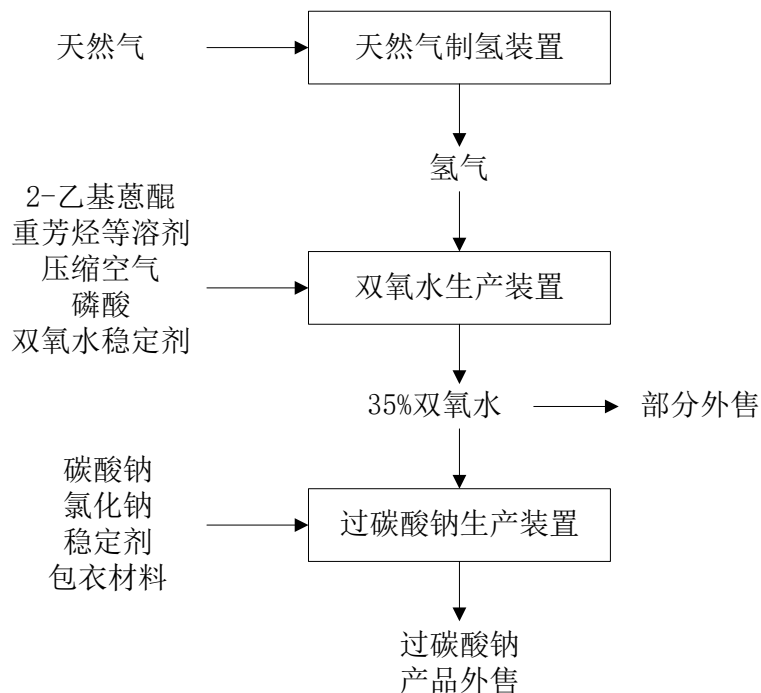 天然气
天然气制氢装置
氢气
2-乙基蒽醌
重芳烃等溶剂
压缩空气
磷酸
双氧水稳定剂
双氧水生产装置
35%双氧水
部分外售
碳酸钠
氯化钠
稳定剂
包衣材料
过碳酸钠生产装置
过碳酸钠
产品外售